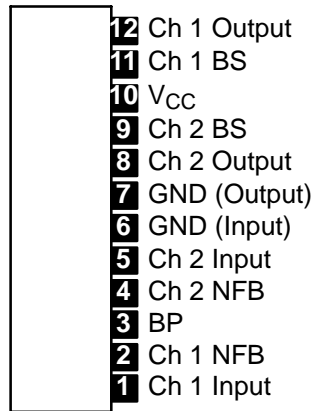 12 Ch 1 Output
11 Ch 1 BS
10 VCC
9 Ch 2 BS
8 Ch 2 Output
7 GND (Output)
6 GND (Input)
5 Ch 2 Input
4 Ch 2 NFB
3 BP
2 Ch 1 NFB
1 Ch 1 Input